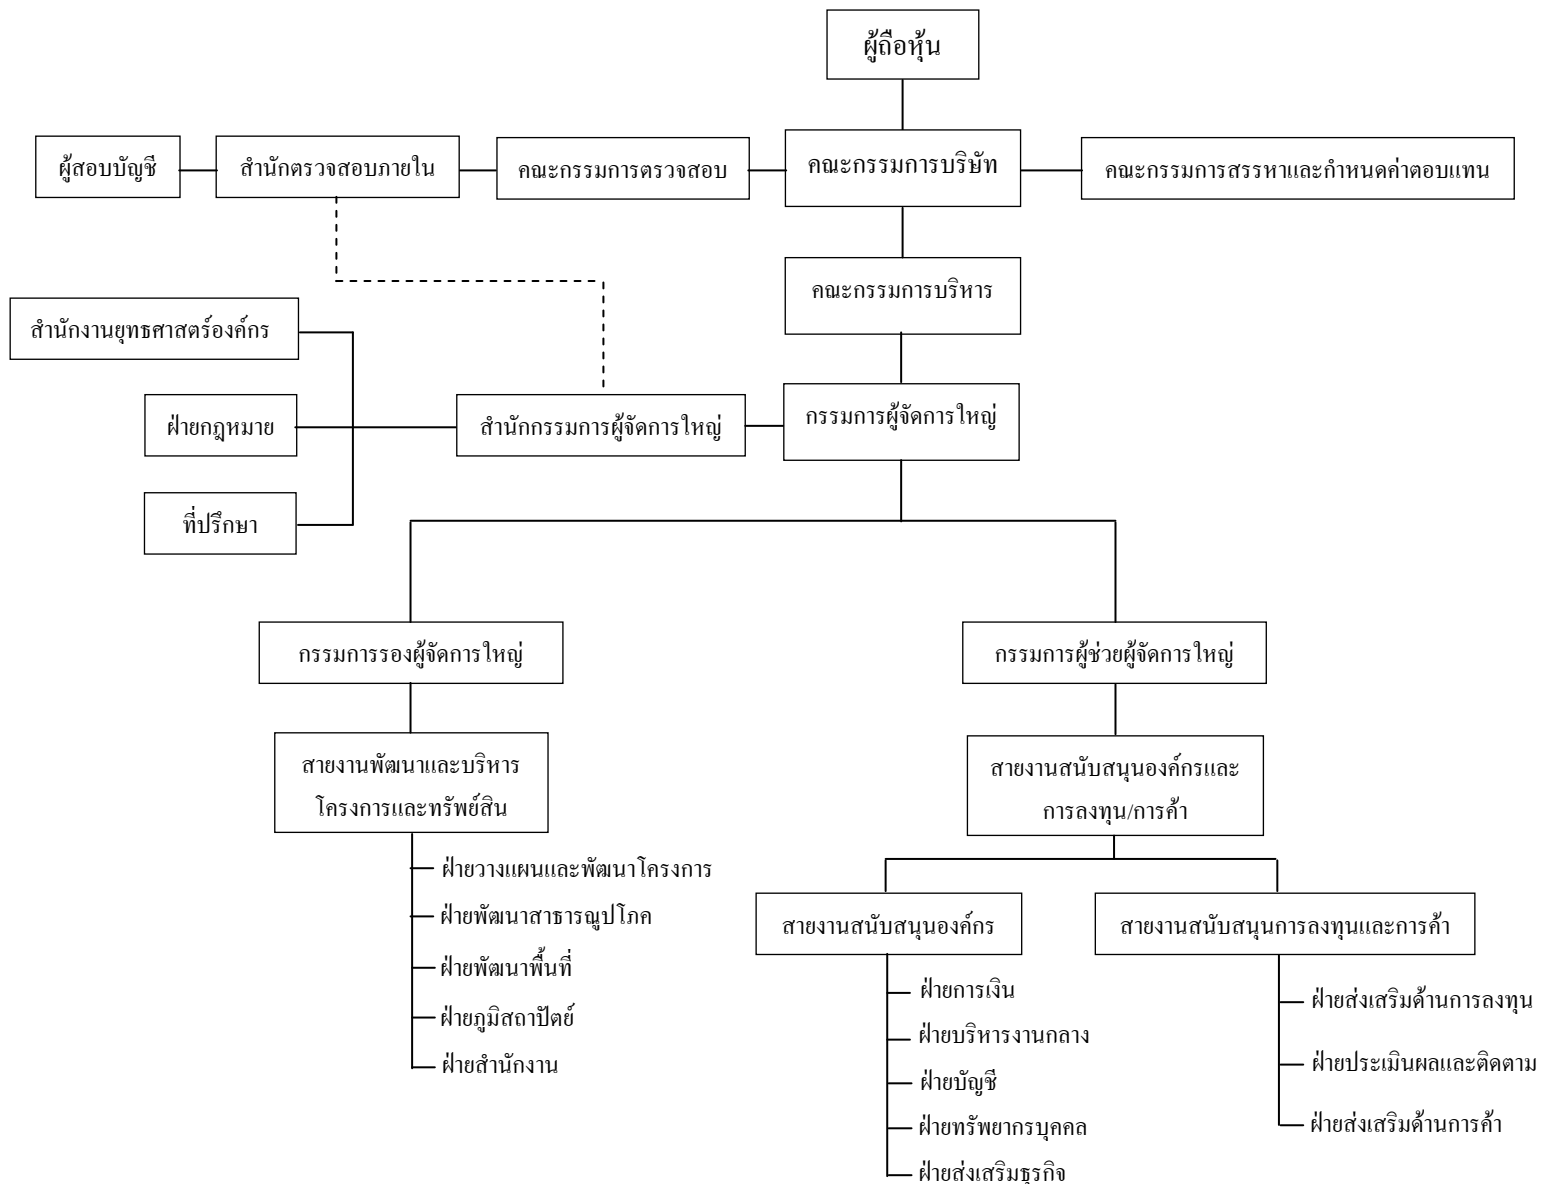 ผู้ถือหุ้น
ผู้สอบบัญชี
สำนักตรวจสอบภายใน
คณะกรรมการตรวจสอบ
คณะกรรมการบริษัท
คณะกรรมการสรรหาและกำหนดค่าตอบแทน
คณะกรรมการบริหาร
สำนักงานยุทธศาสตร์องค์กร
ฝ่ายกฎหมาย
สำนักกรรมการผู้จัดการใหญ่
กรรมการผู้จัดการใหญ่
ที่ปรึกษา
กรรมการรองผู้จัดการใหญ่
กรรมการผู้ช่วยผู้จัดการใหญ่
สายงานพัฒนาและบริหาร
โครงการและทรัพย์สิน
สายงานสนับสนุนองค์กรและ
การลงทุน/การค้า
ฝ่ายวางแผนและพัฒนาโครงการ
ฝ่ายพัฒนาสาธารณูปโภค
ฝ่ายพัฒนาพื้นที่
ฝ่ายภูมิสถาปัตย์
ฝ่ายสำนักงาน
สายงานสนับสนุนองค์กร
สายงานสนับสนุนการลงทุนและการค้า
ฝ่ายการเงิน
ฝ่ายบริหารงานกลาง
ฝ่ายบัญชี
ฝ่ายทรัพยากรบุคคล
ฝ่ายส่งเสริมธุรกิจ
ฝ่ายส่งเสริมด้านการลงทุน
ฝ่ายประเมินผลและติดตาม
ฝ่ายส่งเสริมด้านการค้า